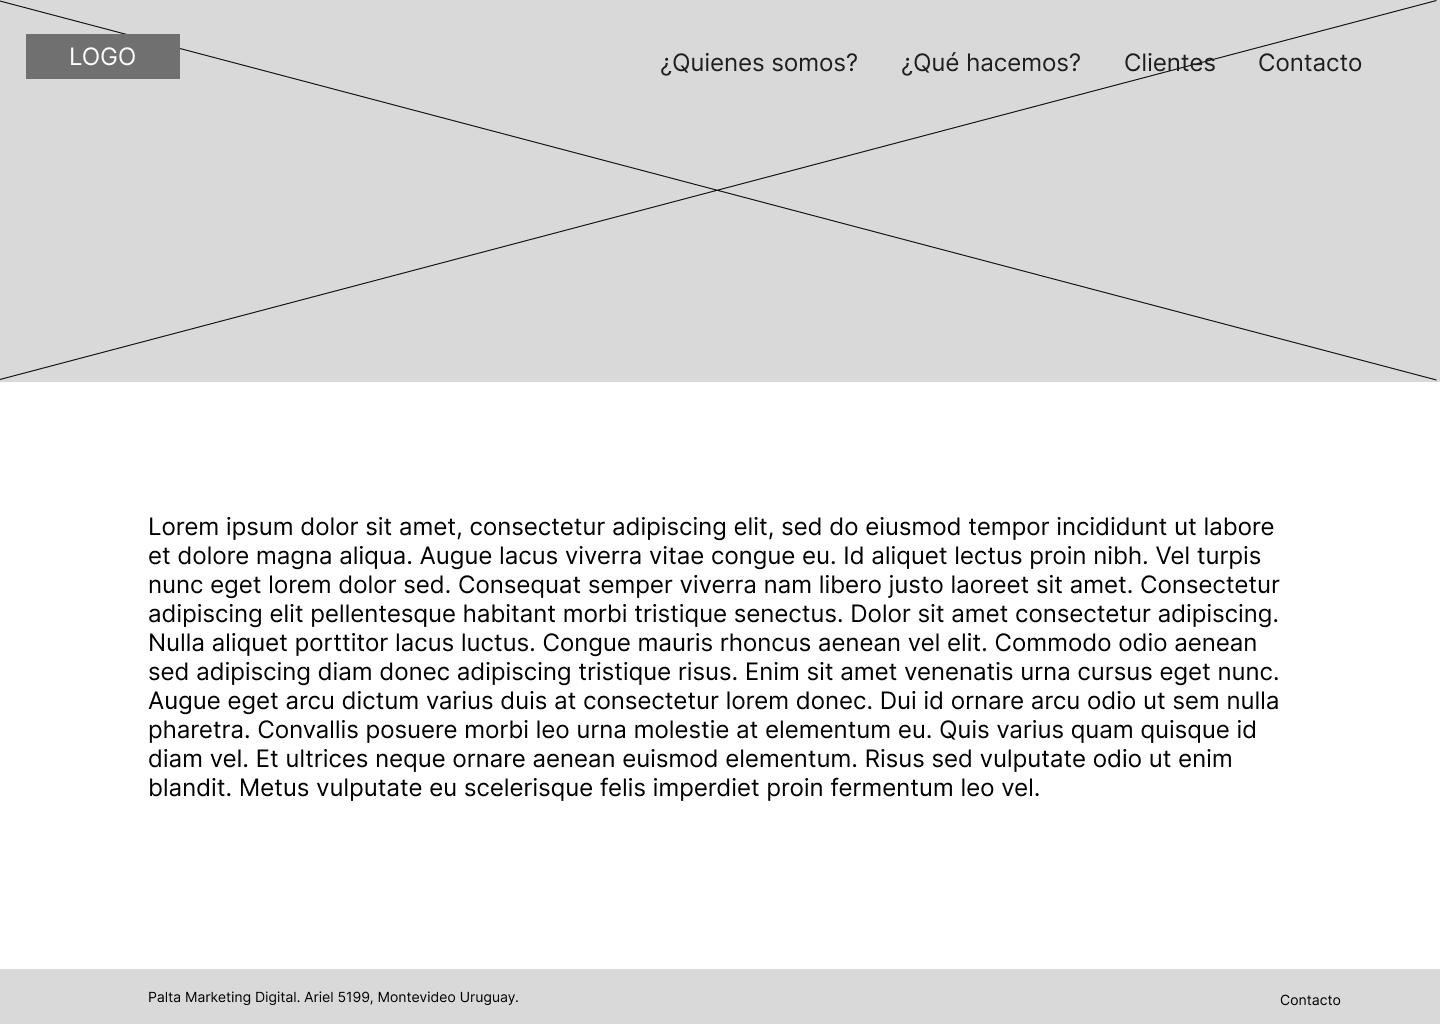 LOGO
¿Quienes somos? ¿Qué hacemos? Clientes Contacto
Lorem ipsum dolor sit amet, consectetur adipiscing elit, sed do eiusmod tempor incididunt ut labore
et dolore magna aliqua. Augue lacus viverra vitae congue eu. Id aliquet lectus proin nibh. Vel turpis
nunc eget lorem dolor sed. Consequat semper viverra nam libero justo laoreet sit amet. Consectetur
adipiscing elit pellentesque habitant morbi tristique senectus. Dolor sit amet consectetur adipiscing.
Nulla aliquet porttitor lacus luctus. Congue mauris rhoncus aenean vel elit. Commodo odio aenean
sed adipiscing diam donec adipiscing tristique risus. Enim sit amet venenatis urna cursus eget nunc.
Augue eget arcu dictum varius duis at consectetur lorem donec. Dui id ornare arcu odio ut sem nulla
pharetra. Convallis posuere morbi leo urna molestie at elementum eu. Quis varius quam quisque id
diam vel. Et ultrices neque ornare aenean euismod elementum. Risus sed vulputate odio ut enim
blandit. Metus vulputate eu scelerisque felis imperdiet proin fermentum leo vel.
Palta Marketing Digital. Ariel 5199, Montevideo Uruguay.
Contacto